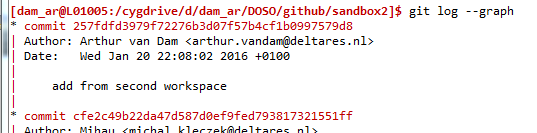 [dam_ar@L01005:/cygdrive/d/dam_ar/DOSO/github/sandbox2]$ git log --graph
* commit 257fdfd3979f72276b3d07f57b4cf1b0997579d8
| Author: Arthur van Dam <arthur.vandam@deltares.nl>
| Date:   Wed Jan 20 22:08:02 2016 +0100
|
|     add from second workspace
|
* commit cfe2c49b22da47d587d0ef9fed793817321551ff
| Author: Mihau <michal.kleczek@deltares.nl>